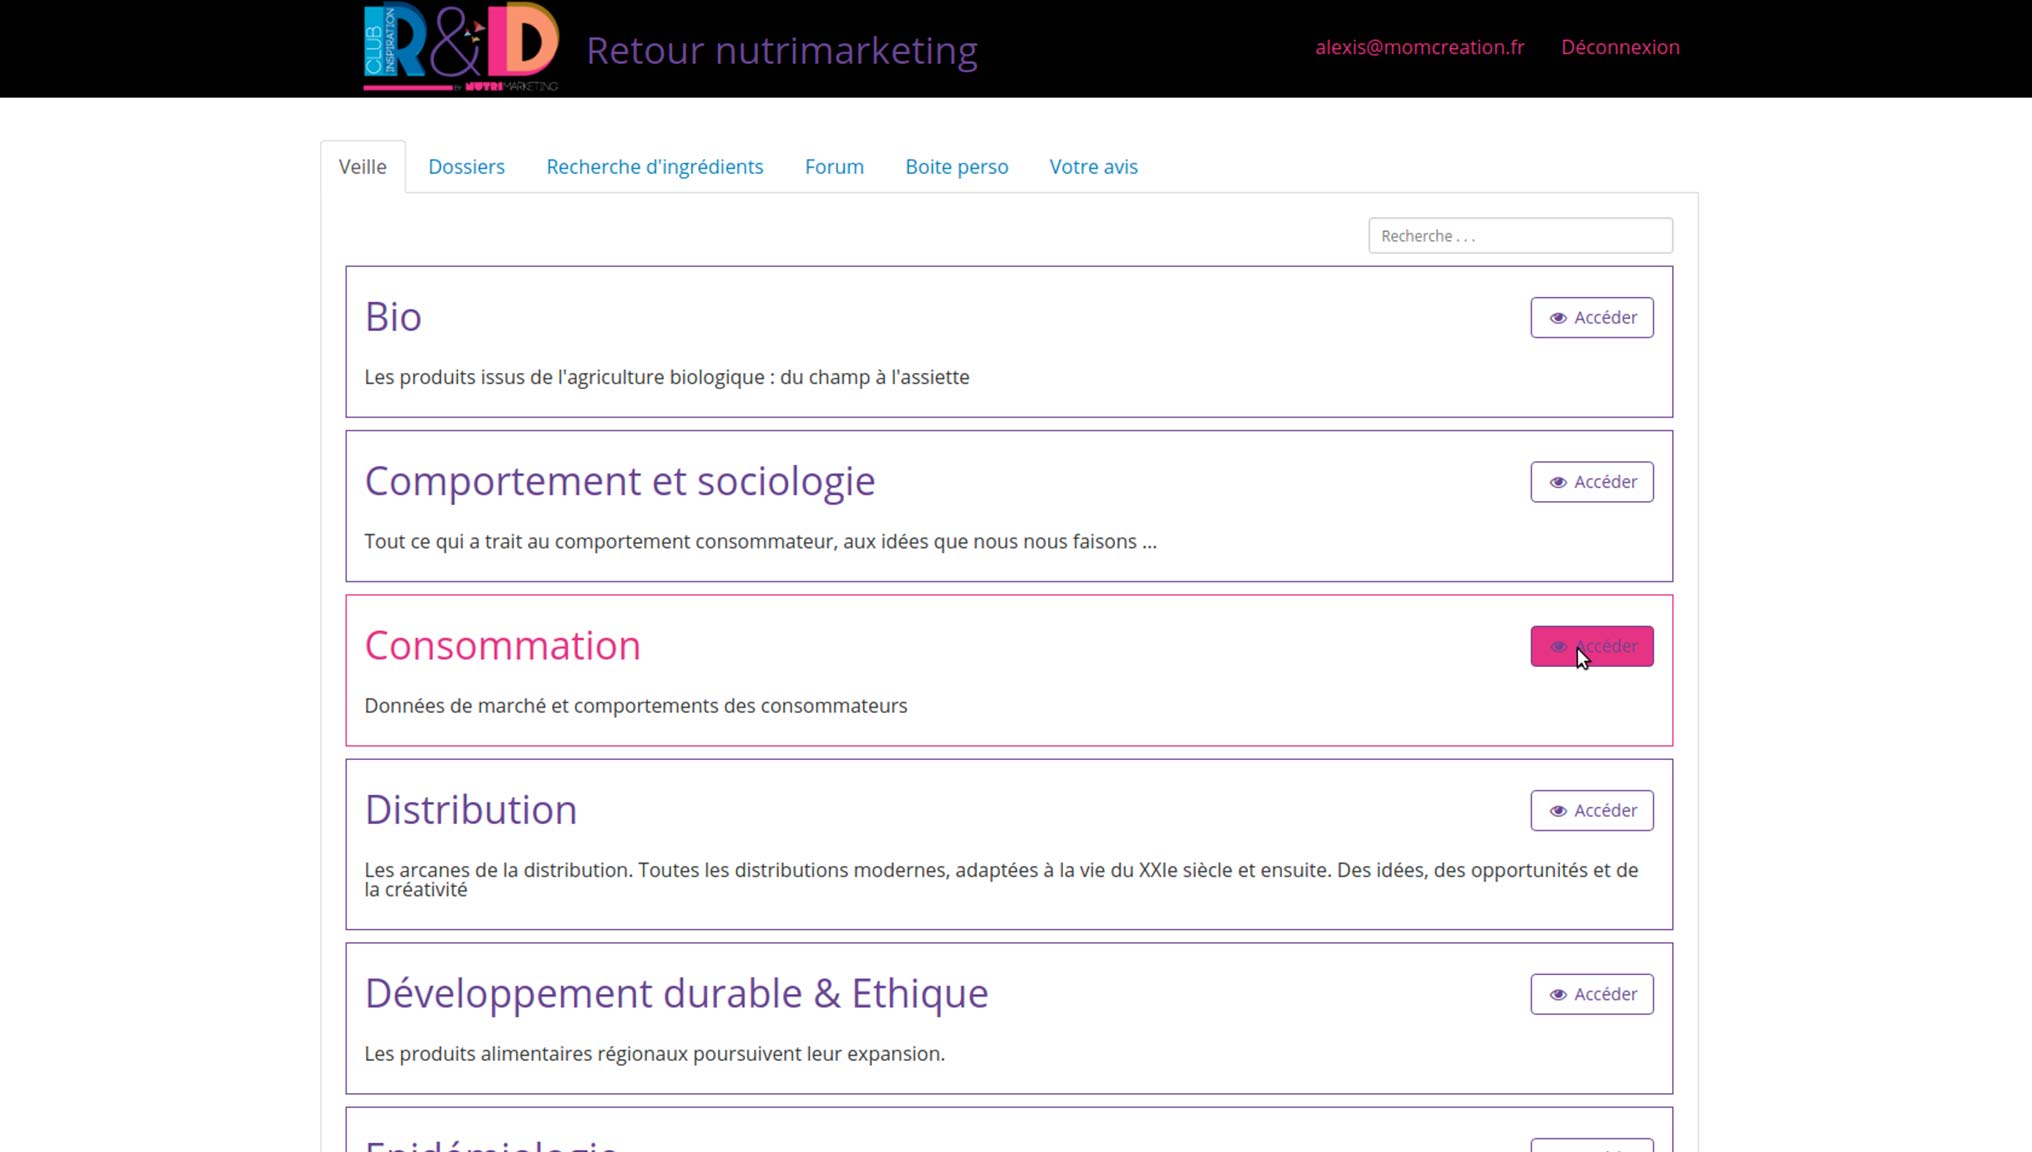 CLUB
INSPIRATION
R&D
BY NUTRIMARKETING
Retour nutrimarketing
alexis@momcreation.fr
Déconnexion
Veille
Dossiers
Recherche d'ingrédients
Forum
Boite perso
Votre avis
Recherche . . .
Bio
Accéder
Les produits issus de l'agriculture biologique : du champ à l'assiette
Comportement et sociologie
Accéder
Tout ce qui a trait au comportement consommateur, aux idées que nous nous faisons ...
Consommation
Accéder
Données de marché et comportements des consommateurs
Distribution
Accéder
Les arcanes de la distribution. Toutes les distributions modernes, adaptées à la vie du XXIe siècle et ensuite. Des idées, des opportunités et de
la créativité
Développement durable & Ethique
Accéder
Les produits alimentaires régionaux poursuivent leur expansion.
Epidémiologie